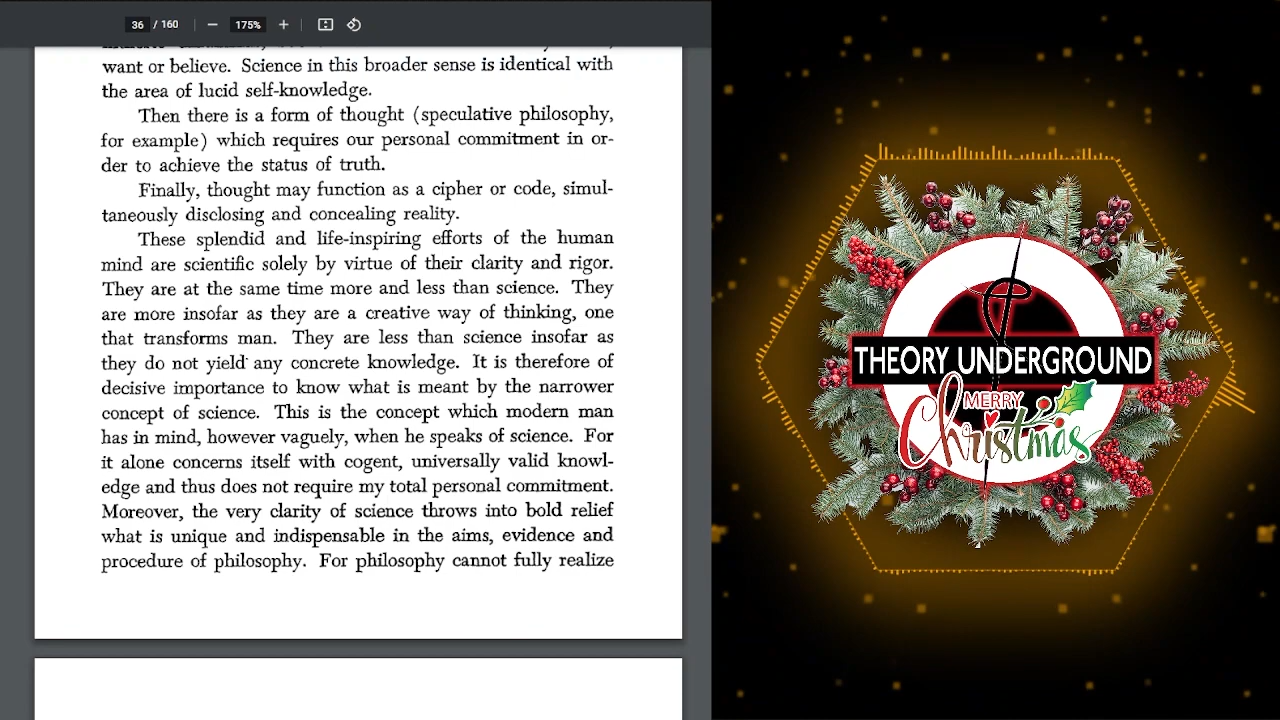 36 / 160
175%
want or believe. Science in this broader sense is identical with
the area of lucid self-knowledge.
Then there is a form of thought (speculative philosophy,
for example) which requires our personal commitment in or-
der to achieve the status of truth.
Finally, thought may function as a cipher or code, simul-
taneously disclosing and concealing reality.
These splendid and life-inspiring efforts of the human
mind are scientific solely by virtue of their clarity and rigor.
They are at the same time more and less than science. They
are more insofar as they are a creative way of thinking, one
that transforms man. They are less than science insofar as
they do not yield any concrete knowledge. It is therefore of
decisive importance to know what is meant by the narrower
concept of science. This is the concept which modern man
has in mind, however vaguely, when he speaks of science. For
it alone concerns itself with cogent, universally valid knowl-
edge and thus does not require my total personal commitment.
Moreover, the very clarity of science throws into bold relief
what is unique and indispensable in the aims, evidence and
procedure of philosophy. For philosophy cannot fully realize
THEORY UNDERGROUND
MERRY
Christmas